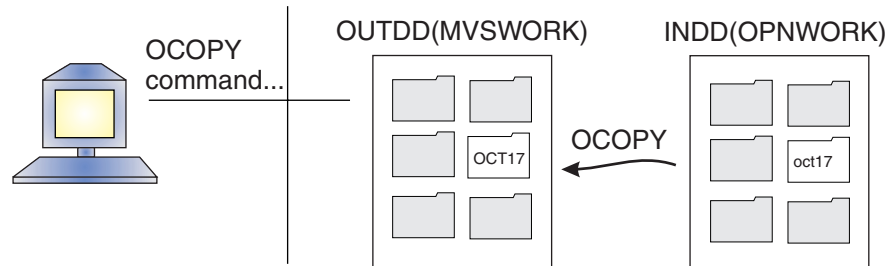 OCOPY
command...
OUTDD(MVSWORK)
INDD(OPNWORK)
OCT17
OCOPY
oct17